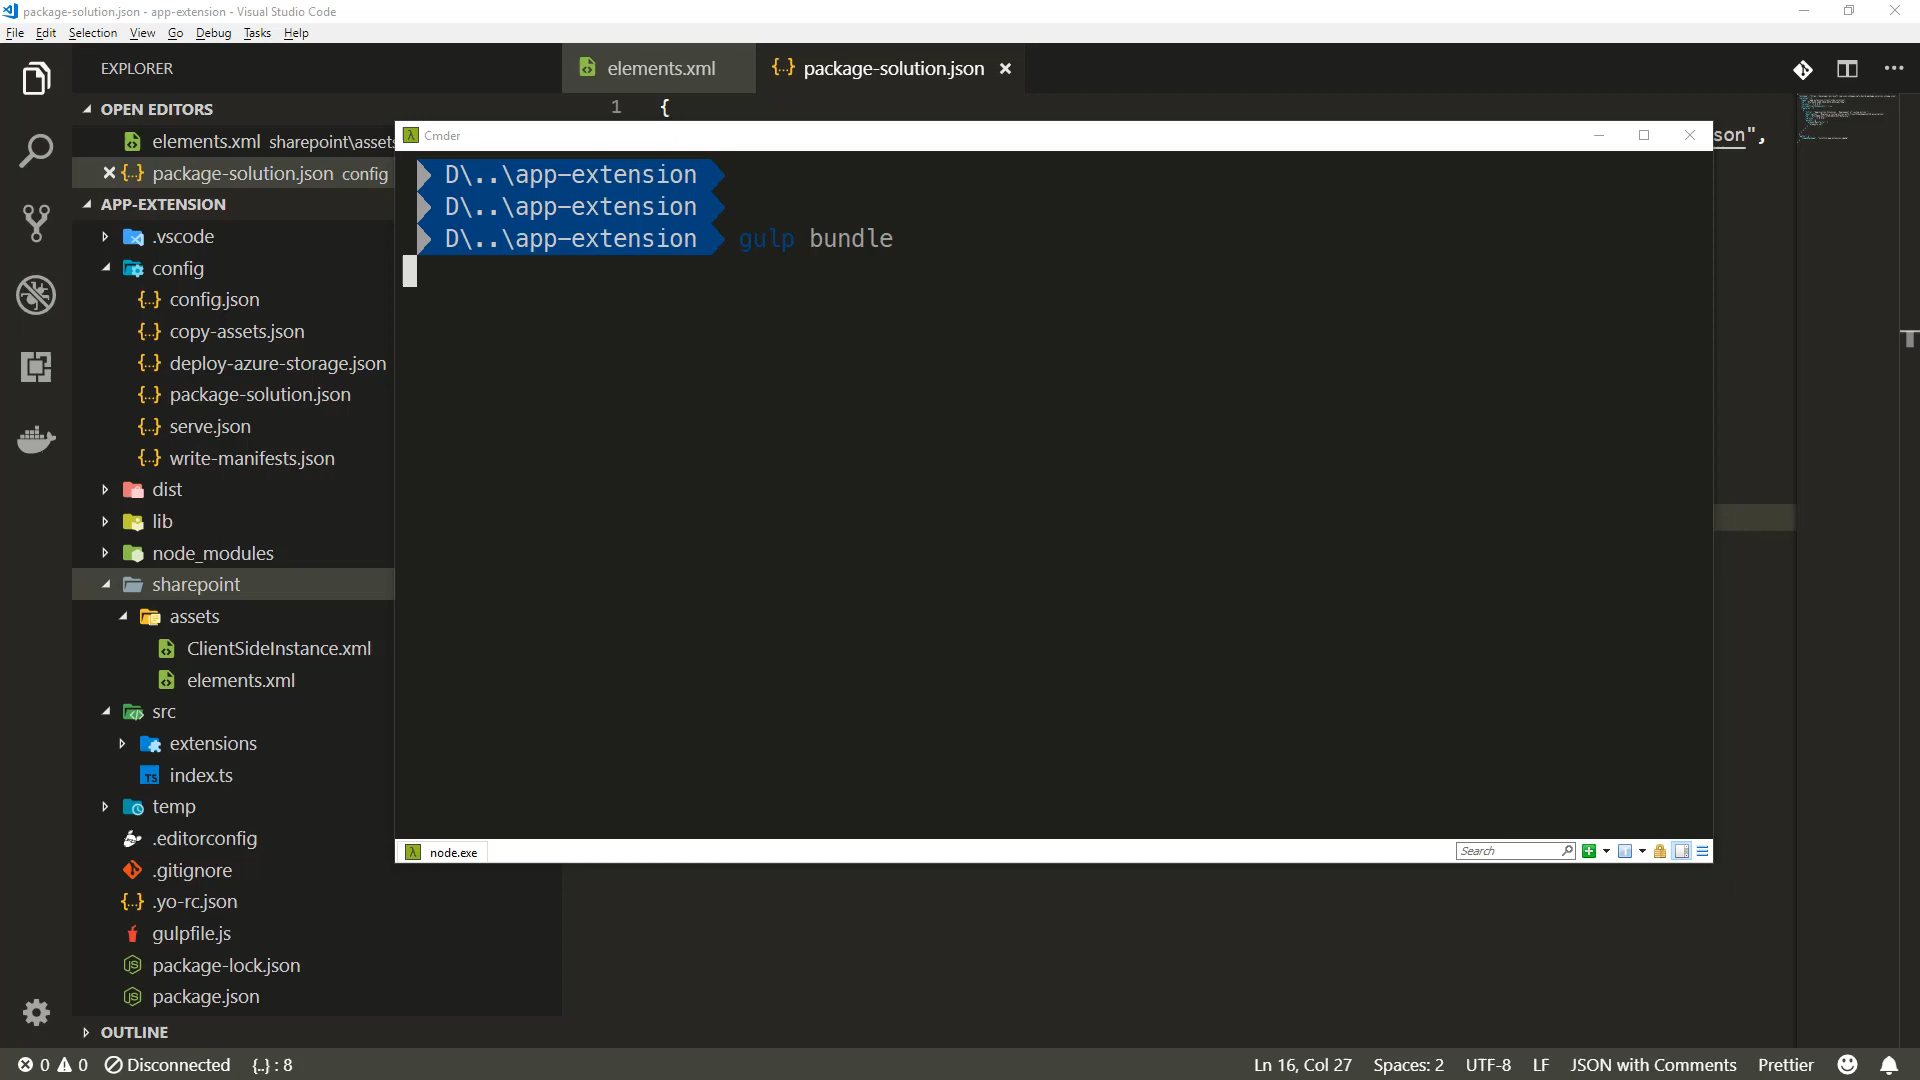 package-solution.json - app-extension - Visual Studio Code
File Edit Selection View Go Debug Tasks Help
EXPLORER
elements.xml
package-solution.json
OPEN EDITORS
elements.xml sharepoint\assets
package-solution.json config
APP-EXTENSION
.vscode
config
config.json
copy-assets.json
deploy-azure-storage.json
package-solution.json
serve.json
write-manifests.json
dist
lib
node_modules
sharepoint
assets
ClientSideInstance.xml
elements.xml
src
extensions
index.ts
temp
.editorconfig
.gitignore
.yo-rc.json
gulpfile.js
package-lock.json
package.json
OUTLINE
1 {
son",
Cmder
D\..\app-extension
D\..\app-extension
D\..\app-extension gulp bundle
node.exe
Search
0 0 Disconnected {..} : 8
Ln 16, Col 27 Spaces: 2 UTF-8 LF JSON with Comments Prettier